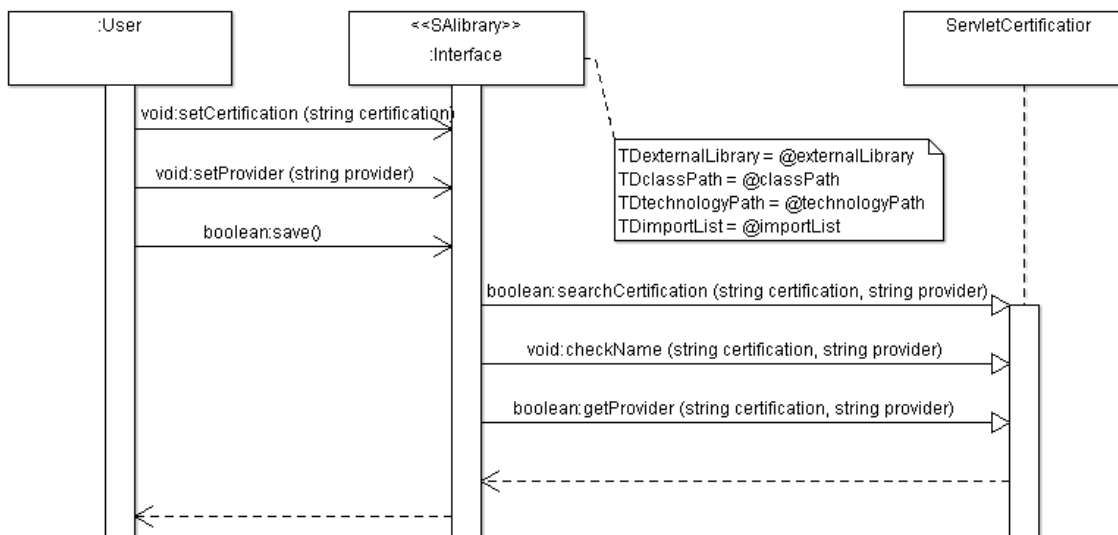 :User
<<SAlibrary>>
:Interface
ServletCertificatior
void:setCertification (string certification)
void:setProvider (string provider)
boolean:save()
TDexternalLibrary = @externalLibrary
TDclassPath = @classPath
TDtechnologyPath = @technologyPath
TDimportList = @importList
boolean:searchCertification (string certification, string provider)
void:checkName (string certification, string provider)
boolean:getProvider (string certification, string provider)